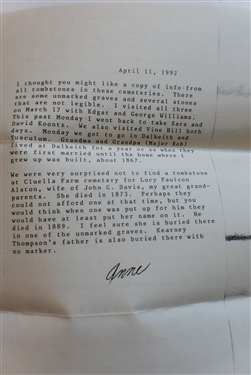 April 11, 1992
I thought you might like a copy of info from
all tombstones in these cemeteries. There
are some unmarked graves and several stones
that are not legible. I visited all three
on March 17 with Edgar and George Williams.
This past Monday I went back to take Sara and
David Koontz. We also visited Vine Hill both
days. Monday we got to go in Dalkeith and
Tusculum. Grandma and Grandpa (Major Rob)
lived at Dalkeith for a year or so when they
were first married until the home where I
grew up was built, about 1867.
We were very surprised not to find a tombstone
at Cluella Farm cemetery for Lucy Faulcon
Alston, wife of John C. Davis, my great grand-
parents. She died in 1873. Perhaps they
could not afford one at that time, but you
would think when one was put up for him they
would have at least put her name on it. He
died in 1889. I feel sure she is buried there
in one of the unmarked graves. Kearney
Thompson's father is also buried there with
no marker.
Anne